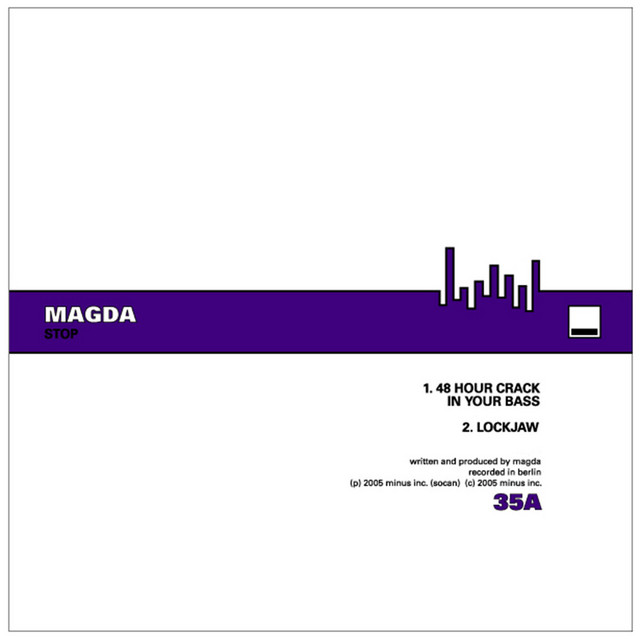 MAGDA
STOP
1. 48 HOUR CRACK
IN YOUR BASS
2. LOCKJAW
written and produced by magda
recorded in berlin
(p) 2005 minus inc. (socan) (c) 2005 minus inc.
35A